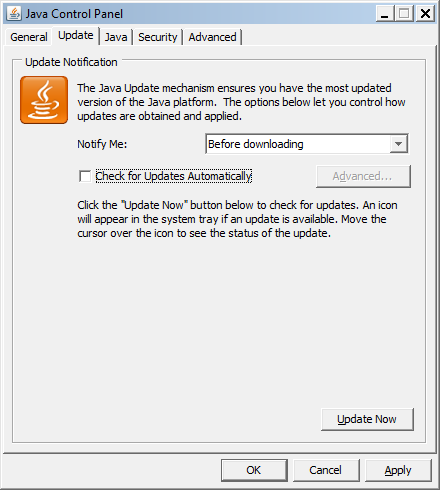 Java Control Panel
General Update Java Security Advanced
Update Notification
The Java Update mechanism ensures you have the most updated
version of the Java platform. The options below let you control how
updates are obtained and applied.
Notify Me: Before downloading
Check for Updates Automatically Advanced...
Click the "Update Now" button below to check for updates. An icon
will appear in the system tray if an update is available. Move the
cursor over the icon to see the status of the update.
Update Now
OK Cancel Apply